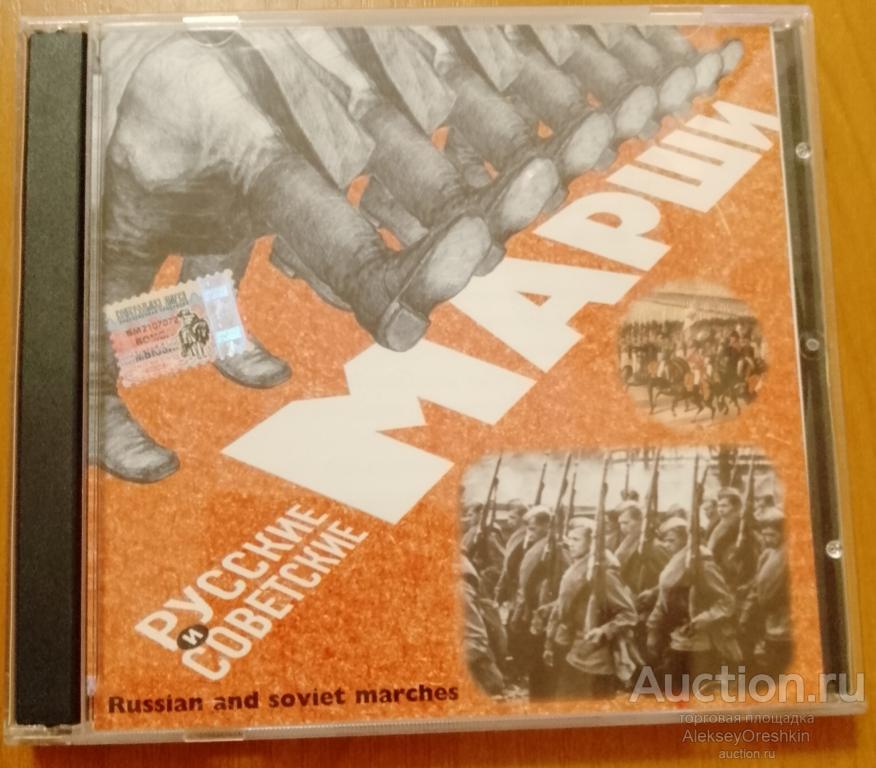 МАРШИ
РУССКИЕ
И
СОВЕТСКИЕ
Russian and soviet marches
Auction.ru
торговая площадка
AlekseyOreshkin
auction.ru